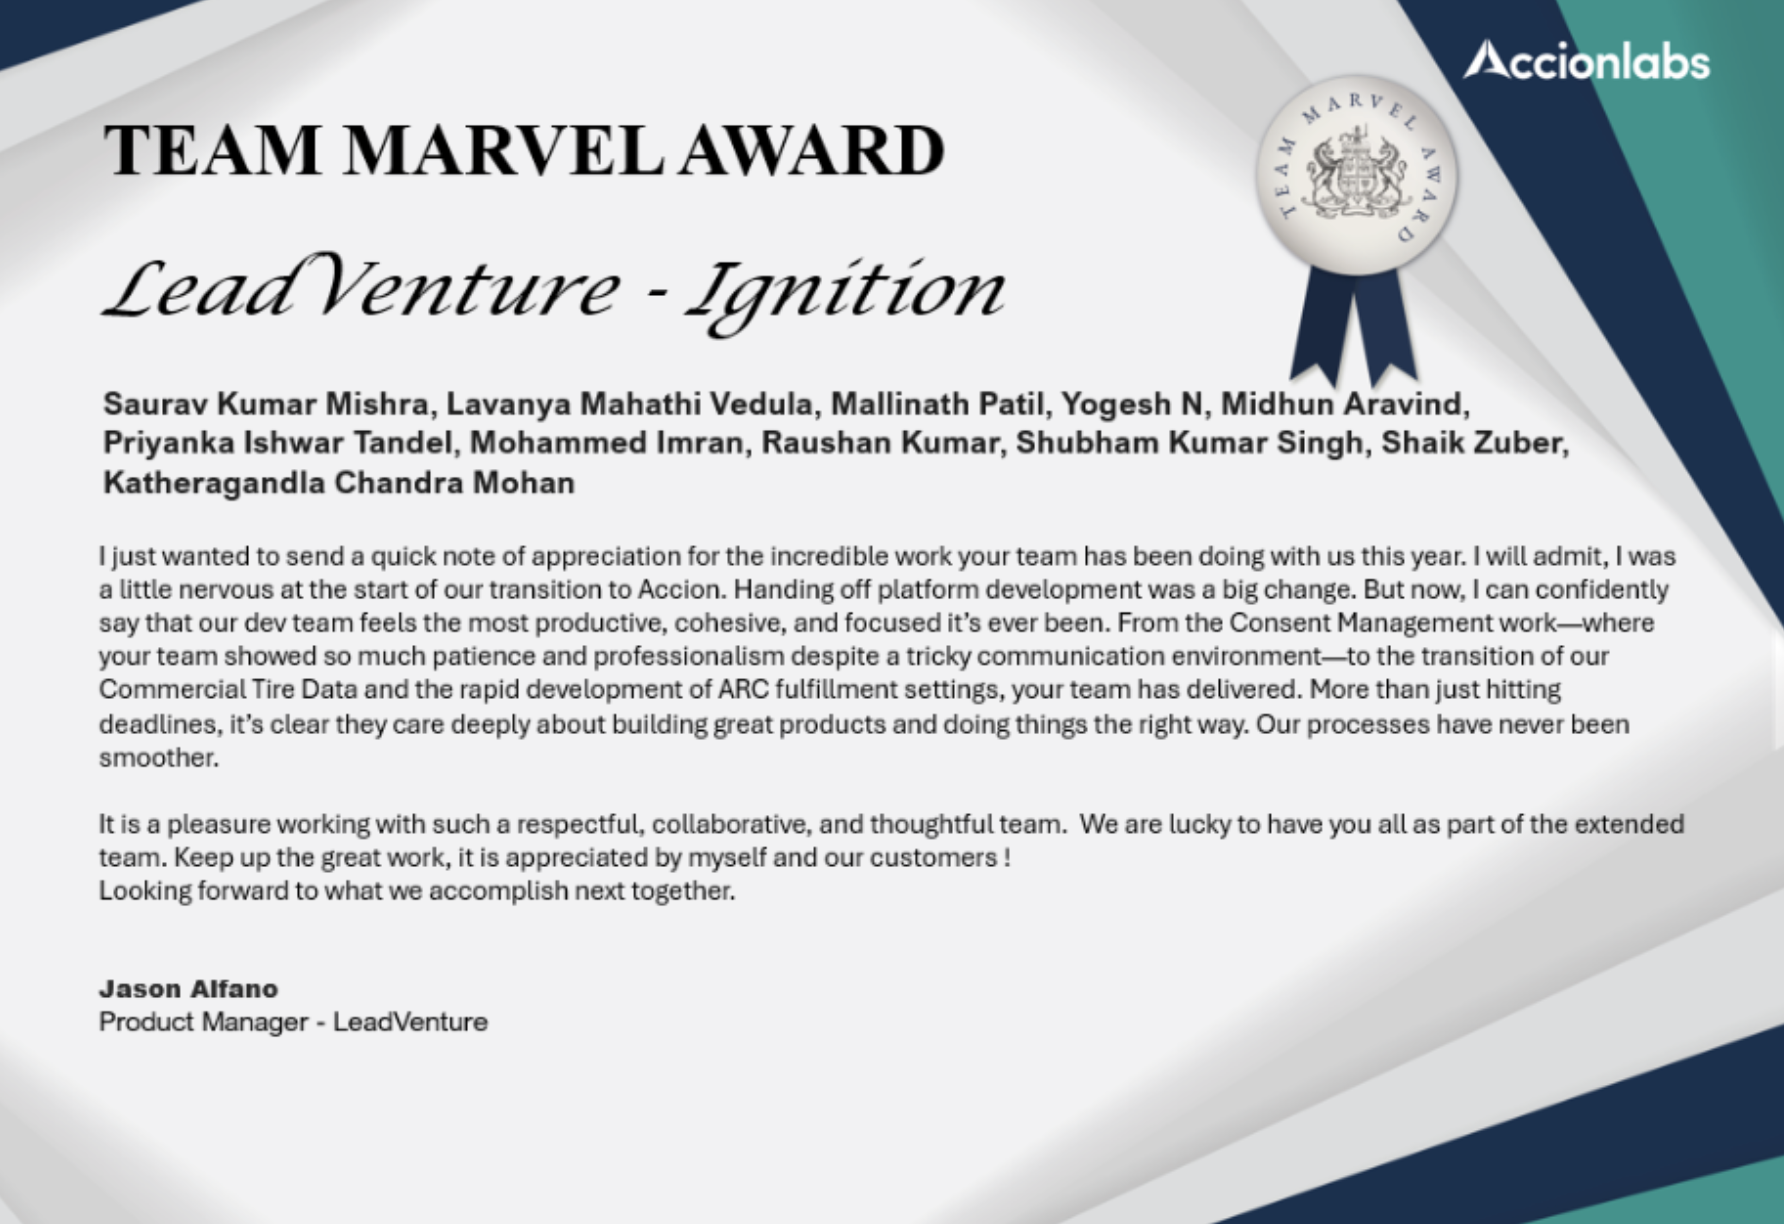 Accionlabs
TEAM MARVEL AWARD
TEAM MARVEL AWARD
LeadVenture - Ignition
Saurav Kumar Mishra, Lavanya Mahathi Vedula, Mallinath Patil, Yogesh N, Midhun Aravind,
Priyanka Ishwar Tandel, Mohammed Imran, Raushan Kumar, Shubham Kumar Singh, Shaik Zuber,
Katheragandla Chandra Mohan
I just wanted to send a quick note of appreciation for the incredible work your team has been doing with us this year. I will admit, I was
a little nervous at the start of our transition to Accion. Handing off platform development was a big change. But now, I can confidently
say that our dev team feels the most productive, cohesive, and focused it’s ever been. From the Consent Management work—where
your team showed so much patience and professionalism despite a tricky communication environment—to the transition of our
Commercial Tire Data and the rapid development of ARC fulfillment settings, your team has delivered. More than just hitting
deadlines, it’s clear they care deeply about building great products and doing things the right way. Our processes have never been
smoother.
It is a pleasure working with such a respectful, collaborative, and thoughtful team.  We are lucky to have you all as part of the extended
team. Keep up the great work, it is appreciated by myself and our customers !
Looking forward to what we accomplish next together.
Jason Alfano
Product Manager - LeadVenture